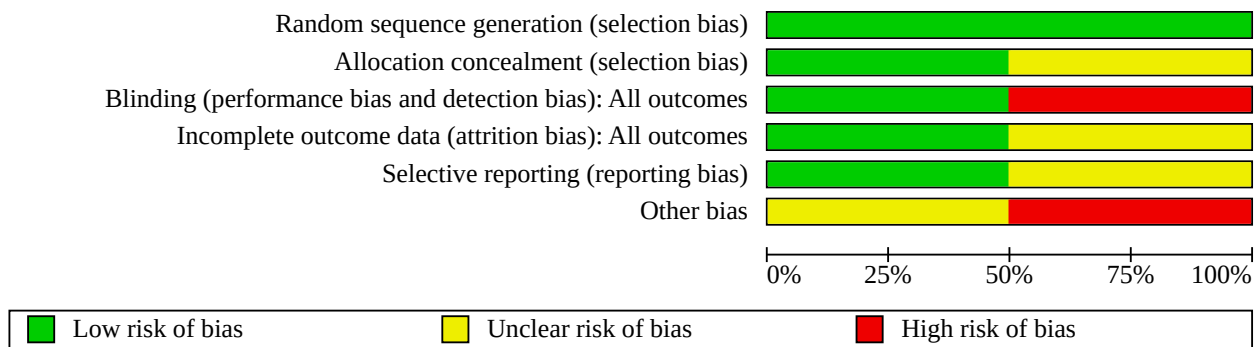 Random sequence generation (selection bias)
Allocation concealment (selection bias)
Blinding (performance bias and detection bias): All outcomes
Incomplete outcome data (attrition bias): All outcomes
Selective reporting (reporting bias)
Other bias
0% 25% 50% 75% 100%
Low risk of bias Unclear risk of bias High risk of bias